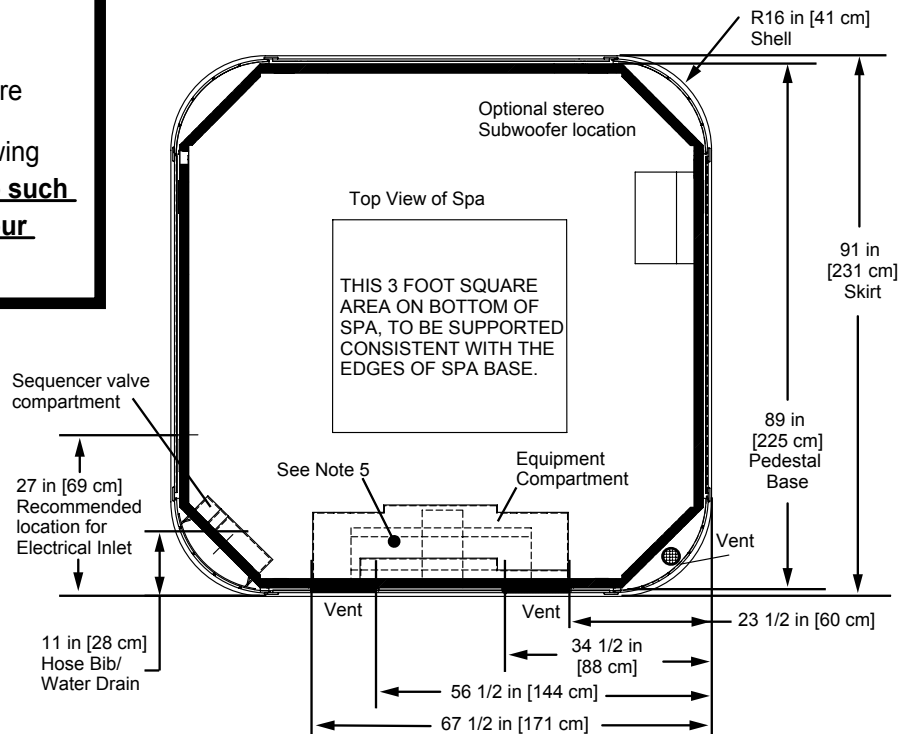 re
wing
such
ur
R16 in [41 cm]
Shell
Optional stereo
Subwoofer location
Top View of Spa
THIS 3 FOOT SQUARE
AREA ON BOTTOM OF
SPA, TO BE SUPPORTED
CONSISTENT WITH THE
EDGES OF SPA BASE.
91 in
[231 cm]
Skirt
Sequencer valve
compartment
89 in
[225 cm]
Pedestal
Base
27 in [69 cm]
Recommended
location for
Electrical Inlet
See Note 5
Equipment
Compartment
Vent
Vent
Vent
23 1/2 in [60 cm]
11 in [28 cm]
Hose Bib/
Water Drain
34 1/2 in
[88 cm]
56 1/2 in [144 cm]
67 1/2 in [171 cm]